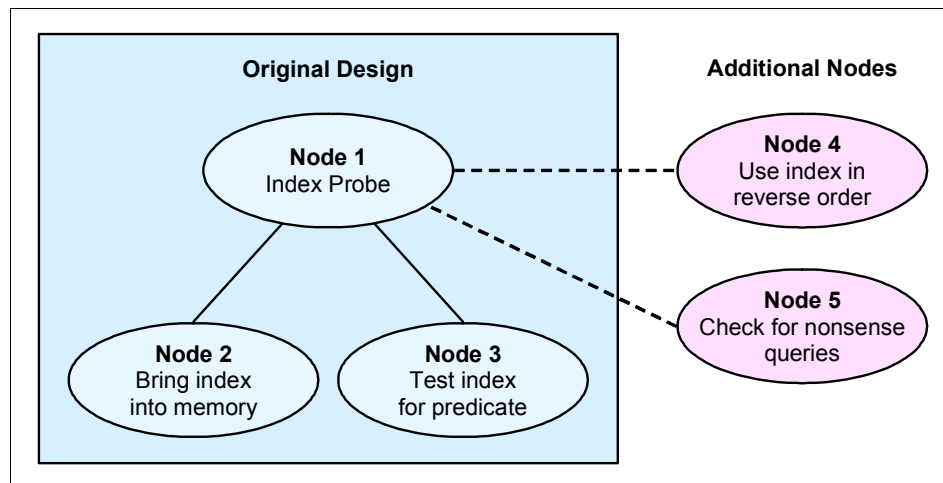 Original Design
Additional Nodes
Node 1
Index Probe
Node 4
Use index in
reverse order
Node 5
Check for nonsense
queries
Node 2
Bring index
into memory
Node 3
Test index
for predicate